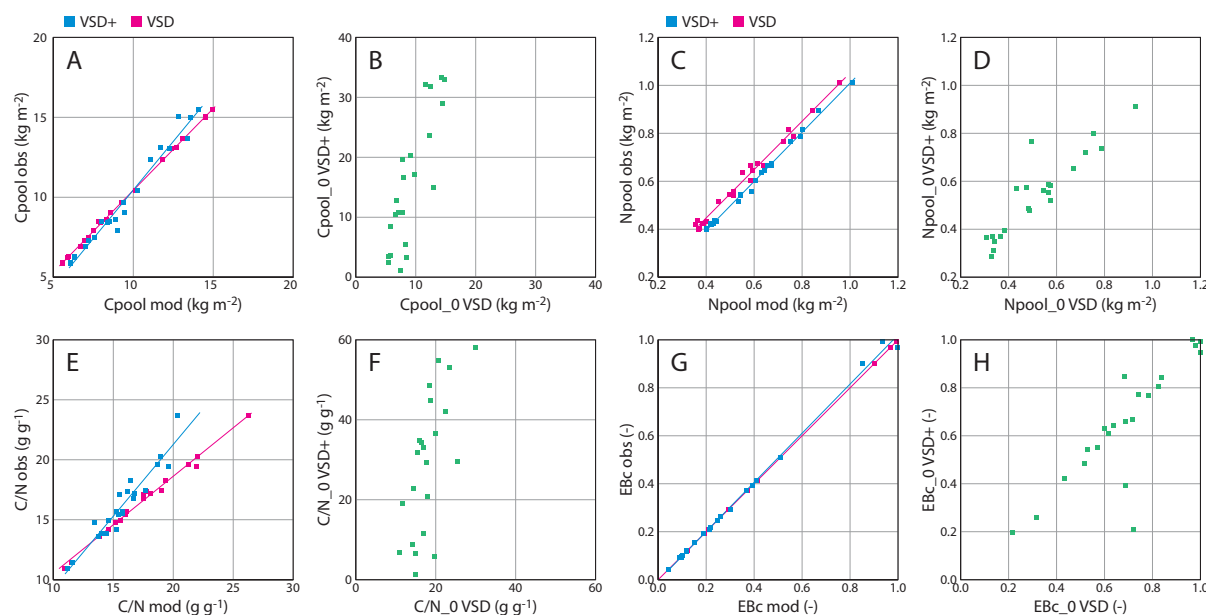 VSD+ VSD
VSD+ VSD
A
Cpool obs (kg m-2)
20
15
10
5
5 10 15 20
Cpool mod (kg m-2)
B
Cpool_0 VSD+ (kg m-2)
40
30
20
10
0
0 10 20 30 40
Cpool_0 VSD (kg m-2)
C
Npool obs (kg m-2)
1.2
1.0
0.8
0.6
0.4
0.2
0.2 0.4 0.6 0.8 1.0 1.2
Npool mod (kg m-2)
D
Npool_0 VSD+ (kg m-2)
1.2
1.0
0.8
0.6
0.4
0.2
0.2 0.4 0.6 0.8 1.0 1.2
Npool_0 VSD (kg m-2)
E
C/N obs (g g-1)
30
25
20
15
10
10 15 20 25 30
C/N mod (g g-1)
F
C/N_0 VSD+ (g g-1)
60
40
20
0
0 20 40 60
C/N_0 VSD (g g-1)
G
EBc obs (-)
1.0
0.8
0.6
0.4
0.2
0.0
0.0 0.2 0.4 0.6 0.8 1.0
EBc mod (-)
H
EBc_0 VSD+ (-)
1.0
0.8
0.6
0.4
0.2
0
0 0.2 0.4 0.6 0.8 1.0
EBc_0 VSD (-)